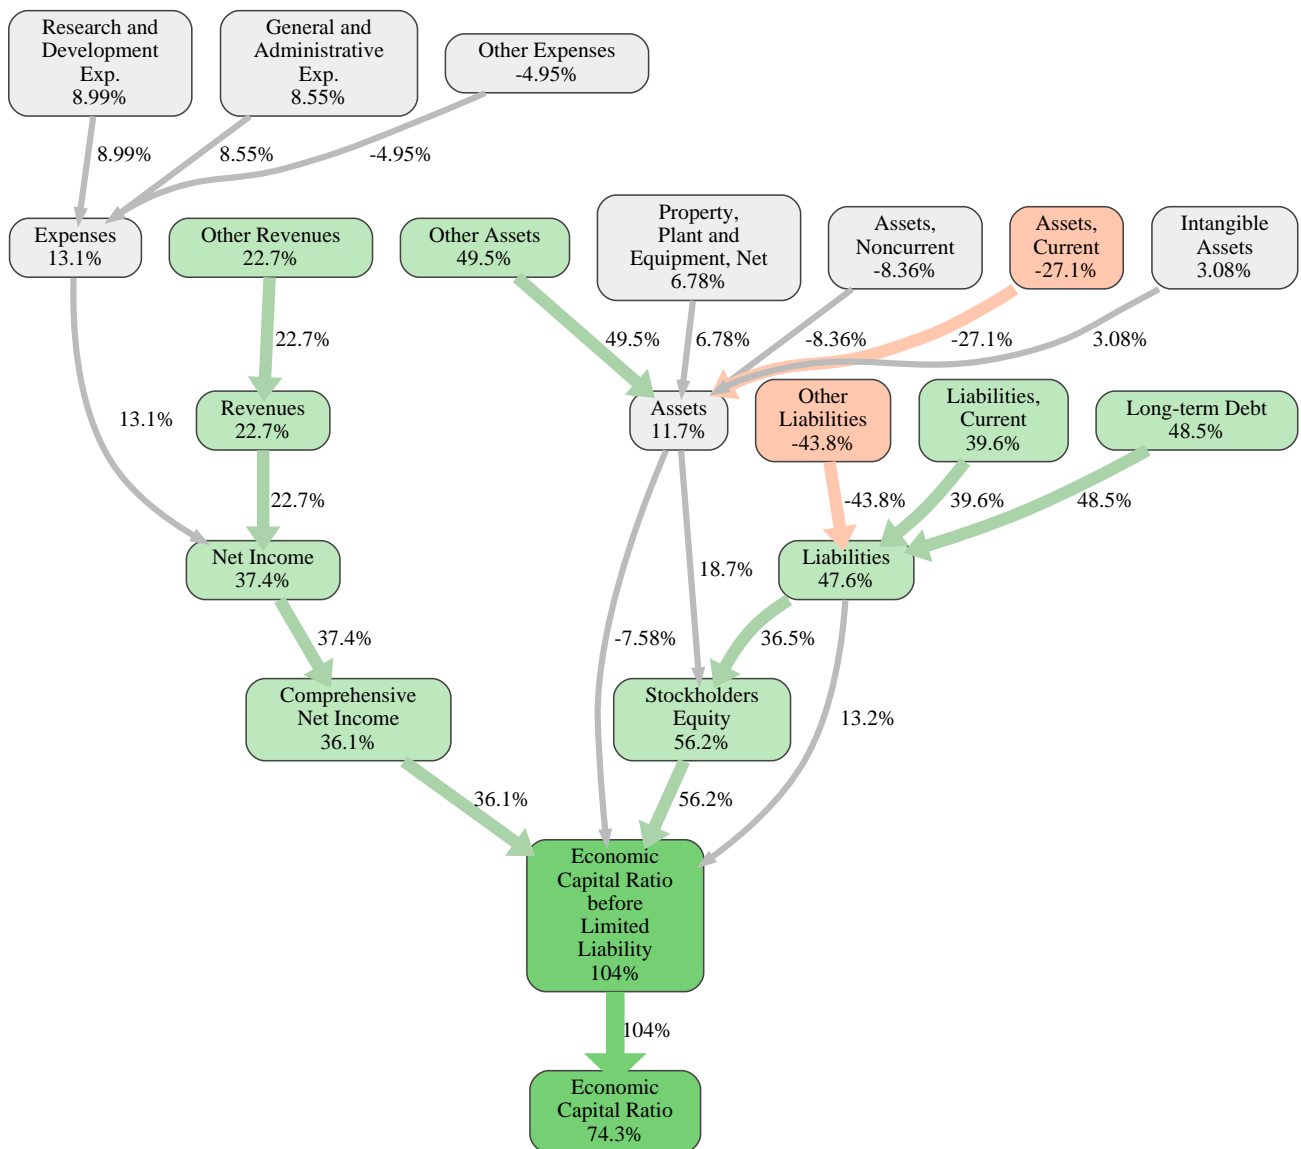 Research and
Development
Exp.
8.99%
General and
Administrative
Exp.
8.55%
Other Expenses
-4.95%
8.99%
8.55%
-4.95%
Expenses
13.1%
Other Revenues
22.7%
Other Assets
49.5%
Property,
Plant and
Equipment, Net
6.78%
Assets,
Noncurrent
-8.36%
Assets,
Current
-27.1%
Intangible
Assets
3.08%
22.7%
49.5%
6.78%
-8.36%
-27.1%
3.08%
13.1%
Revenues
22.7%
Assets
11.7%
Other
Liabilities
-43.8%
Liabilities,
Current
39.6%
Long-term Debt
48.5%
22.7%
-43.8%
39.6%
48.5%
Net Income
37.4%
18.7%
Liabilities
47.6%
37.4%
-7.58%
36.5%
Comprehensive
Net Income
36.1%
Stockholders
Equity
56.2%
13.2%
36.1%
56.2%
Economic
Capital Ratio
before
Limited
Liability
104%
104%
Economic
Capital Ratio
74.3%